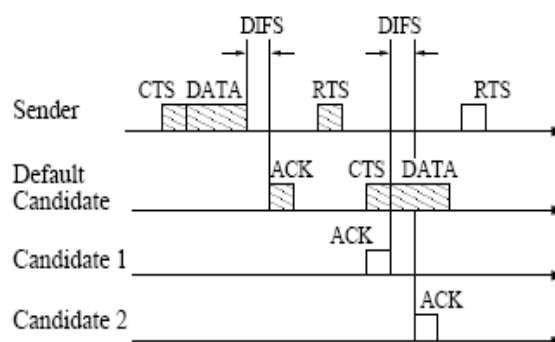 DIFS DIFS
CTS DATA RTS RTS
Sender
Default
Candidate
ACK CTS DATA
ACK
Candidate 1
ACK
Candidate 2